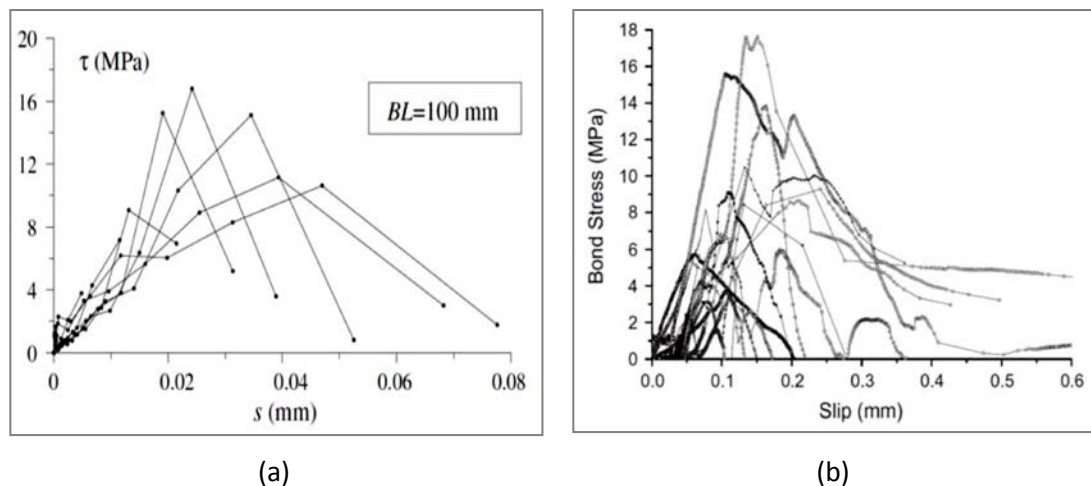 20
τ (MPa)
16
BL=100 mm
12
8
4
0
0 0.02 0.04 0.06 0.08
s (mm)
(a)
18
16
14
12
10
8
6
4
2
0
Bond Stress (MPa)
0.0 0.1 0.2 0.3 0.4 0.5 0.6
Slip (mm)
(b)